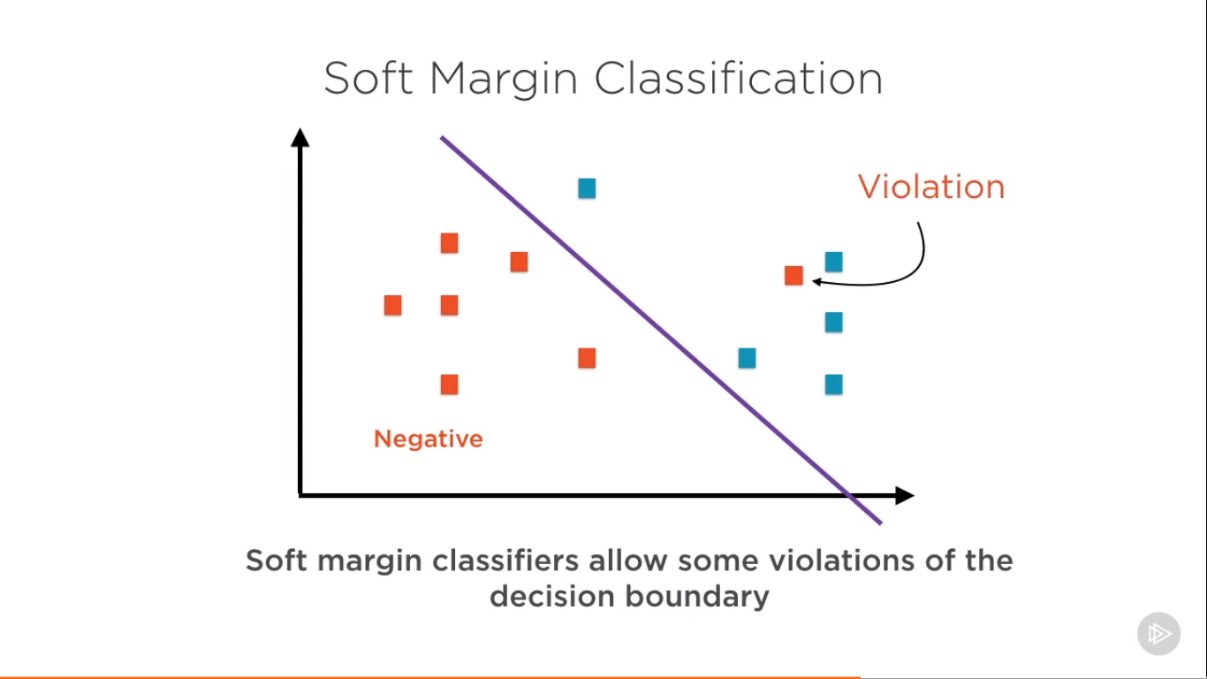 Soft Margin Classification
Violation
Negative
Soft margin classifiers allow some violations of the
decision boundary